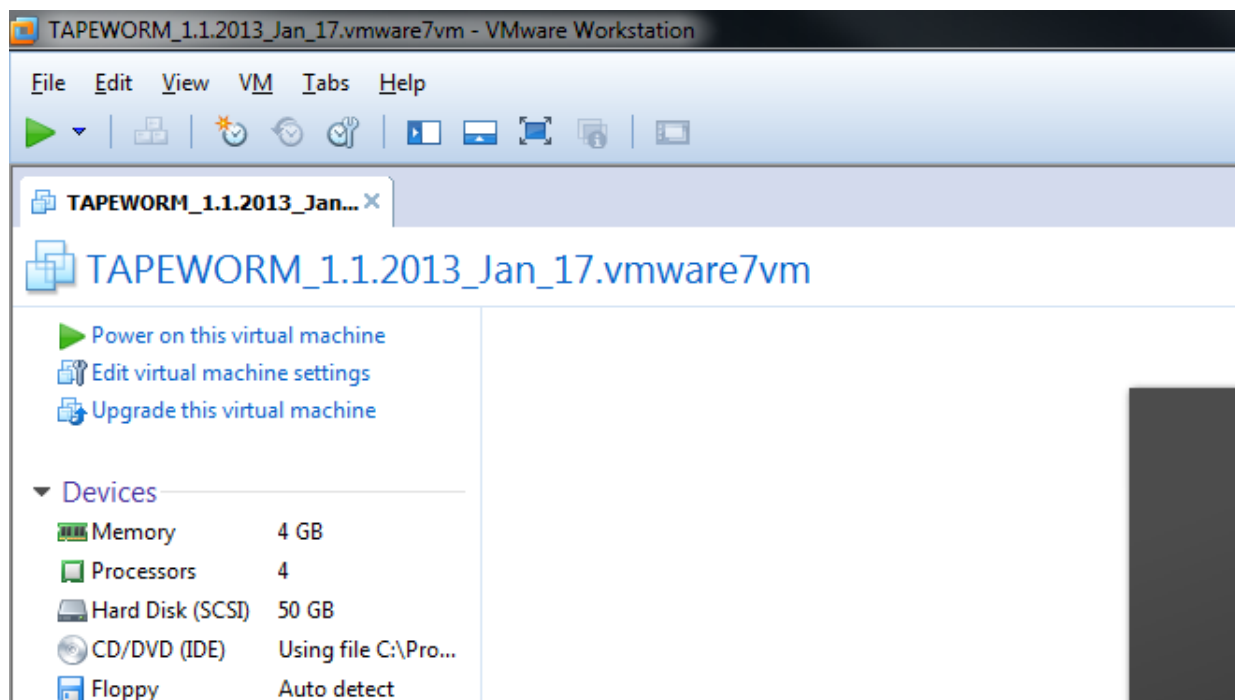 TAPEWORM_1.1.2013_Jan_17.vmware7vm - VMware Workstation
File Edit View VM Tabs Help
TAPEWORM_1.1.2013_Jan...
TAPEWORM_1.1.2013_Jan_17.vmware7vm
Power on this virtual machine
Edit virtual machine settings
Upgrade this virtual machine
Devices
Memory 4 GB
Processors 4
Hard Disk (SCSI) 50 GB
CD/DVD (IDE) Using file C:\Pro...
Floppy Auto detect